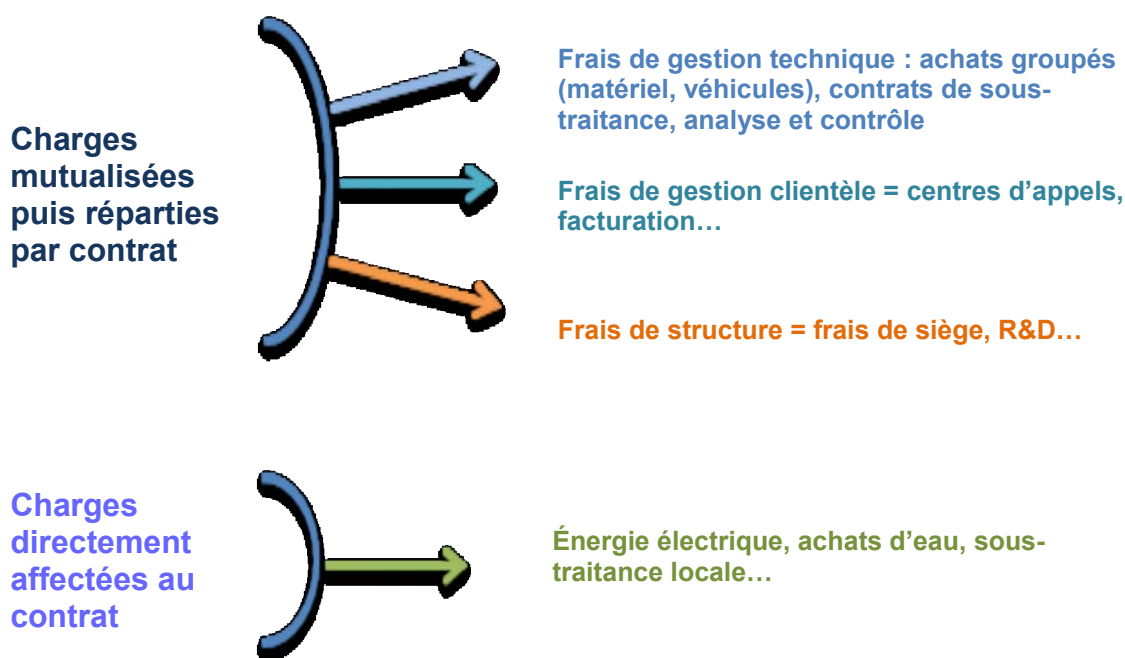 Charges
mutualisées
puis réparties
par contrat
Frais de gestion technique : achats groupés
(matériel, véhicules), contrats de sous-
traitance, analyse et contrôle
Frais de gestion clientèle = centres d’appels,
facturation…
Frais de structure = frais de siège, R&D…
Charges
directement
affectées au
contrat
Énergie électrique, achats d’eau, sous-
traitance locale…